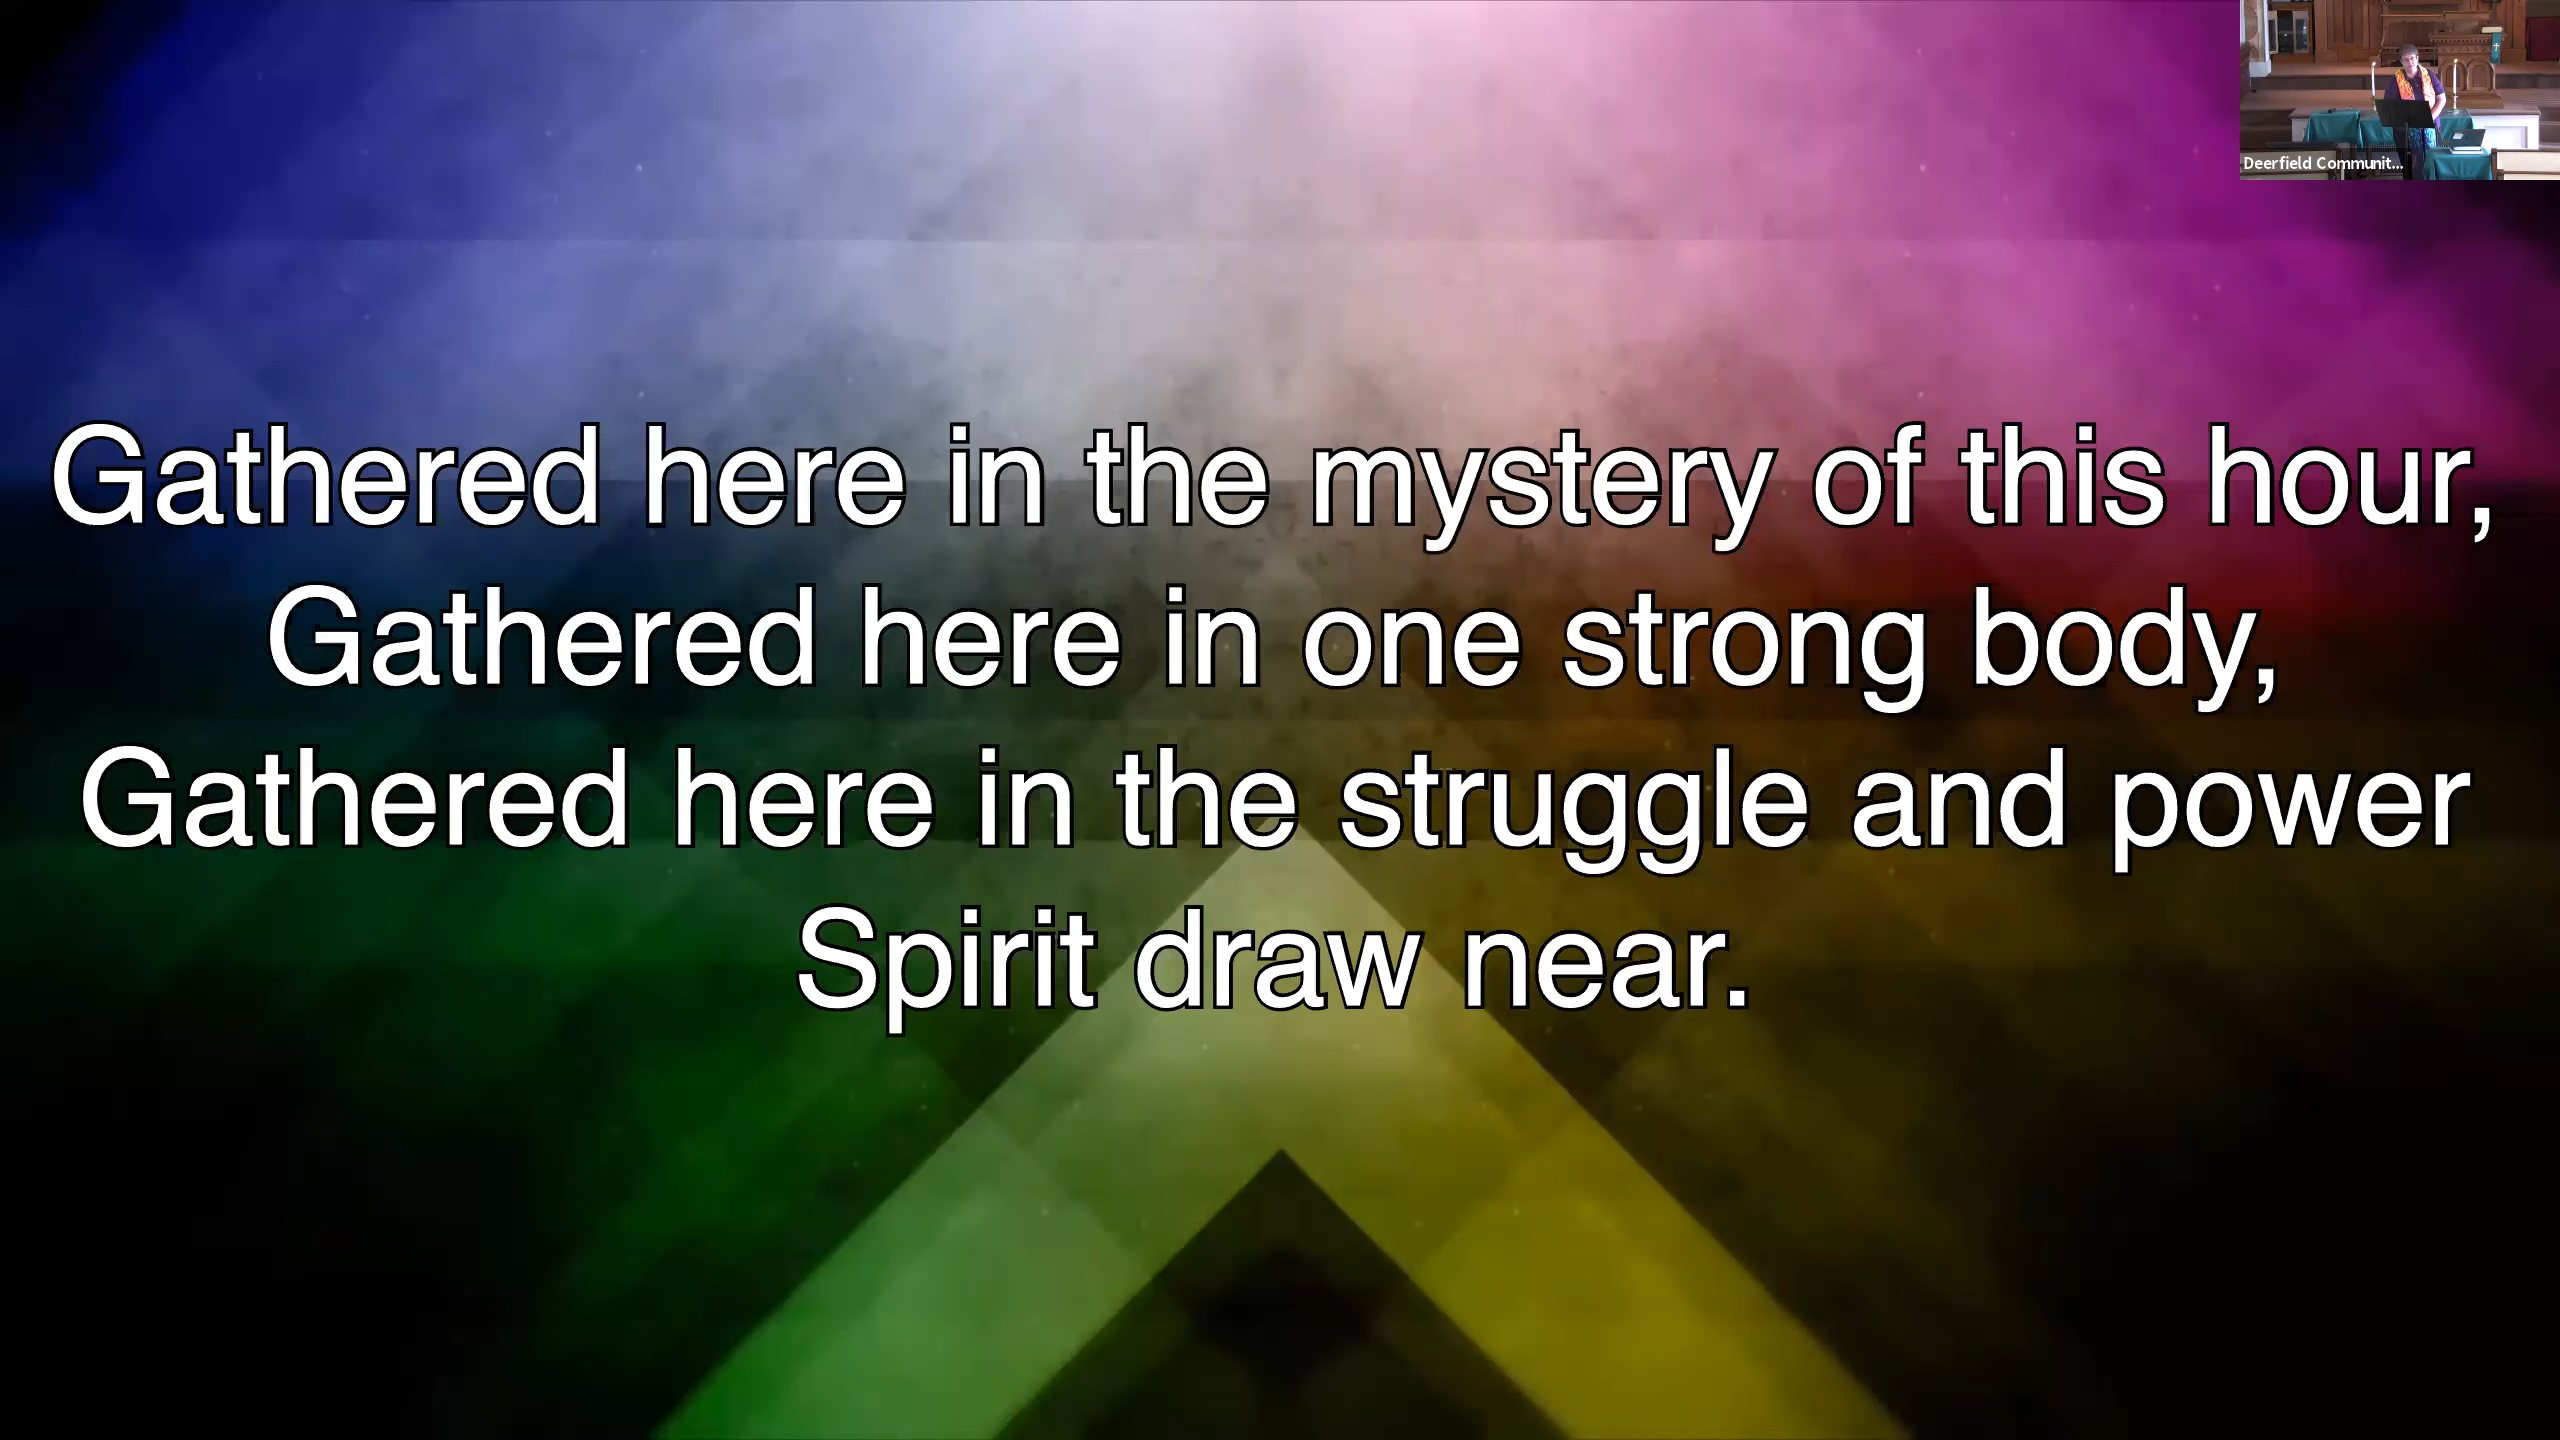 Deerfield Communit...
Gathered here in the mystery of this hour,
Gathered here in one strong body,
Gathered here in the struggle and power
Spirit draw near.